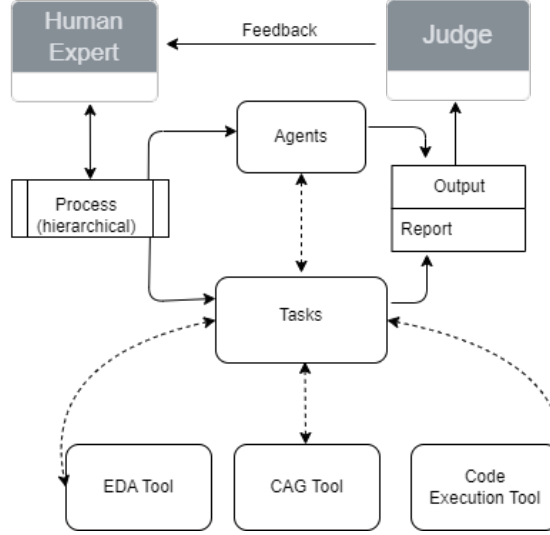 Human
Expert
Feedback
Judge
Agents
Process
(hierarchical)
Output
Report
Tasks
EDA Tool
CAG Tool
Code
Execution Tool